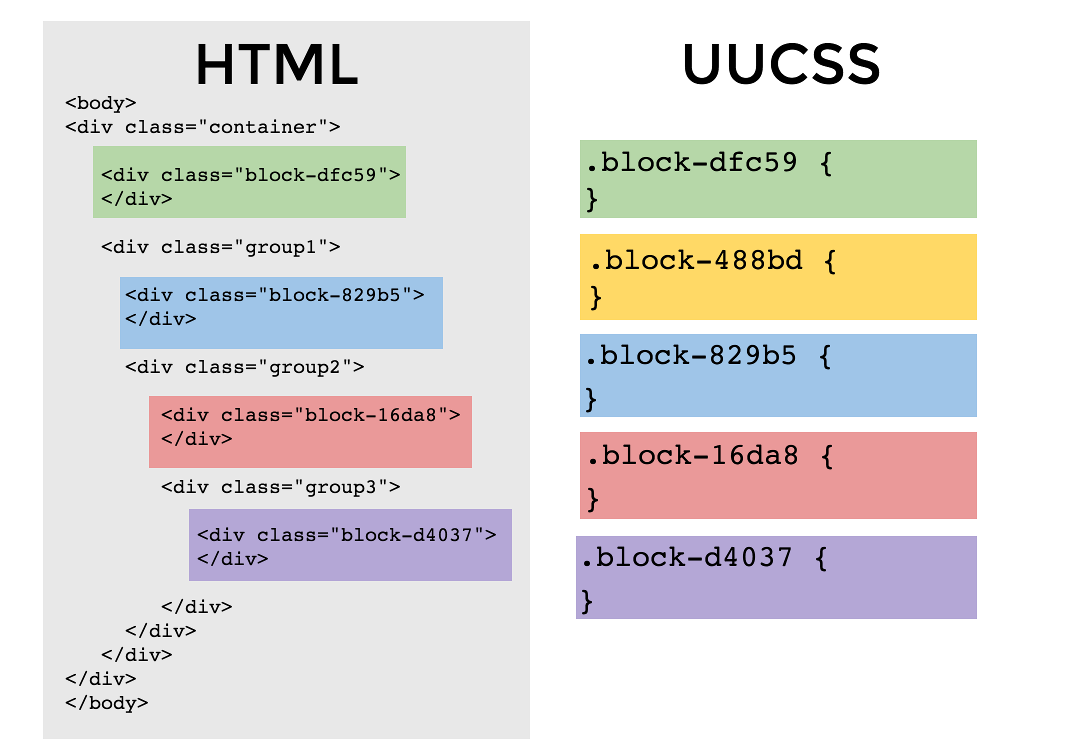 HTML
<body>
<div class="container">
<div class="block-dfc59">
</div>
<div class="group1">
<div class="block-829b5">
</div>
<div class="group2">
<div class="block-16da8">
</div>
<div class="group3">
<div class="block-d4037">
</div>
</div>
</div>
</div>
</div>
</body>
UUCSS
.block-dfc59 {
}
.block-488bd {
}
.block-829b5 {
}
.block-16da8 {
}
.block-d4037 {
}